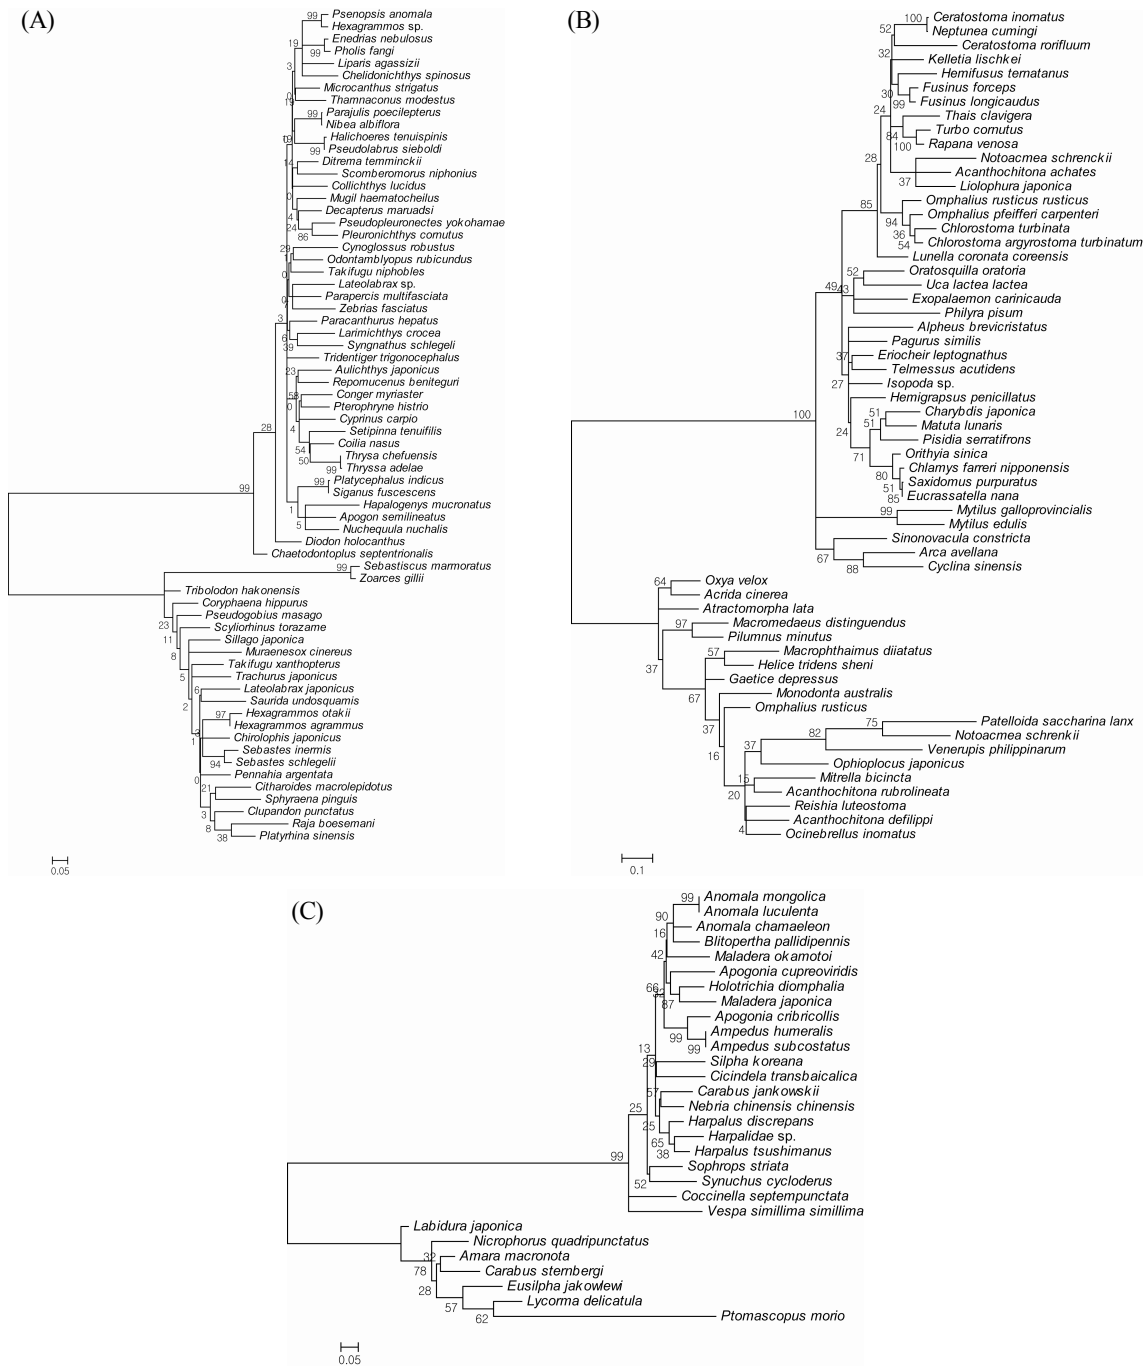 (A)
99 Psenopsis anomala
Hexagrammos sp.
19 Enedrias nebulosus
99 Pholis fangi
Liparis agassizii
3 Chelidonichthys spinosus
Microcanthus strigatus
0
19 Thamnaconus modestus
99 Parajulis poecilepterus
Nibea albiflora
Halichoeres tenuispinis
99 Pseudolabrus sieboldi
14 Ditrema temminckii
Scomberomorus niphonius
Collichthys lucidus
0 Mugil haematocheilus
4 Decapterus maruadsi
24 Pseudopleuronectes yokohamae
86 Pleuronichthys cornutus
29 Cynoglossus robustus
1 Odontamblyopus rubicundus
0 Takifugu niphobles
Lateolabrax sp.
0 Parapercis multifasciata
Zebrias fasciatus
3 Paracanthurus hepatus
6 Larimichthys crocea
39 Syngnathus schlegeli
Tridentiger trigonocephalus
23 Aulichthys japonicus
Repomucenus beniteguri
58 Conger myriaster
0 Pterophryne histrio
Cyprinus carpio
4
28 Setipinna tenuifilis
54 Coilia nasus
50 Thrysa chefuensis
99 Thryssa adelae
99 Platycephalus indicus
99 Siganus fuscescens
1 Hapalogenys mucronatus
Apogon semilineatus
5 Nuchequula nuchalis
Diodon holocanthus
Chaetodontoplus septentrionalis
99 Sebastiscus marmoratus
Zoarces gillii
Tribolodon hakonensis
Coryphaena hippurus
23 Pseudogobius masago
Scyliorhinus torazame
11 Sillago japonica
8 Muraenesox cinereus
Takifugu xanthopterus
5 Trachurus japonicus
6 Lateolabrax japonicus
2 Saurida undosquamis
97 Hexagrammos otakii
Hexagrammos agrammus
3
1 Chirolophis japonicus
Sebastes inermis
94 Sebastes schlegelii
0 Pennahia argentata
21 Citharoides macrolepidotus
Sphyraena pinguis
3 Clupandon punctatus
8 Raja boesemani
38 Platyrhina sinensis
0.05
(B)
100 Ceratostoma inornatus
52 Neptunea cumingi
Ceratostoma rorifluum
32 Kelletia lischkei
Hemifusus ternatanus
30 Fusinus forceps
99 Fusinus longicaudus
24 Thais clavigera
84 Turbo cornutus
100 Rapana venosa
28 Notoacmea schrenckii
Acanthochitona achates
37 Liolophura japonica
85 Omphalius rusticus rusticus
94 Omphalius pfeifferi carpenteri
36 Chlorostoma turbinata
54 Chlorostoma argyrostoma turbinatum
Lunella coronata coreensis
52 Oratosquilla oratoria
Uca lactea lactea
49 43 Exopalaemon carinicauda
Philyra pisum
Alpheus brevicristatus
Pagurus similis
37 Eriocheir leptognathus
Telmessus acutidens
27 Isopoda sp.
Hemigrapsus penicillatus
100 51 Charybdis japonica
51 Matuta lunaris
24 Pisidia serratifrons
71 Orithyia sinica
80 Chlamys farreri nipponensis
51 Saxidomus purpuratus
85 Eucrassatella nana
99 Mytilus galloprovincialis
Mytilus edulis
Sinonovacula constricta
67 Arca avellana
88 Cyclina sinensis
64 Oxya velox
Acrida cinerea
Atractomorpha lata
97 Macromedaeus distinguendus
Pilumnus minutus
37 57 Macrophthaimus diiatatus
Helice tridens sheni
67 Gaetice depressus
Monodonta australis
37 Omphalius rusticus
75 Patelloida saccharina lanx
82 Notoacmea schrenkii
16 37 Venerupis philippinarum
Ophioplocus japonicus
15 Mitrella bicincta
20 Acanthochitona rubrolineata
Reishia luteostoma
Acanthochitona defilippi
4 Ocinebrellus inornatus
0.1
(C)
99 Anomala mongolica
Anomala luculenta
90 Anomala chamaeleon
16 Blitopertha pallidipennis
42 Maladera okamotoi
Apogonia cupreoviridis
66 Holotrichia diomphalia
87 Maladera japonica
Apogonia cribricollis
99 Ampedus humeralis
99 Ampedus subcostatus
13
29 Silpha koreana
Cicindela transbaicalica
57 Carabus jankowskii
Nebria chinensis chinensis
25 25 Harpalus discrepans
65 Harpalidae sp.
38 Harpalus tsushimanus
99 Sophrops striata
52 Synuchus cycloderus
Coccinella septempunctata
Vespa simillima simillima
Labidura japonica
Nicrophorus quadripunctatus
32 Amara macronota
78 Carabus sternbergi
28 Eusilpha jakowlewi
57 Lycorma delicatula
62 Ptomascopus morio
0.05